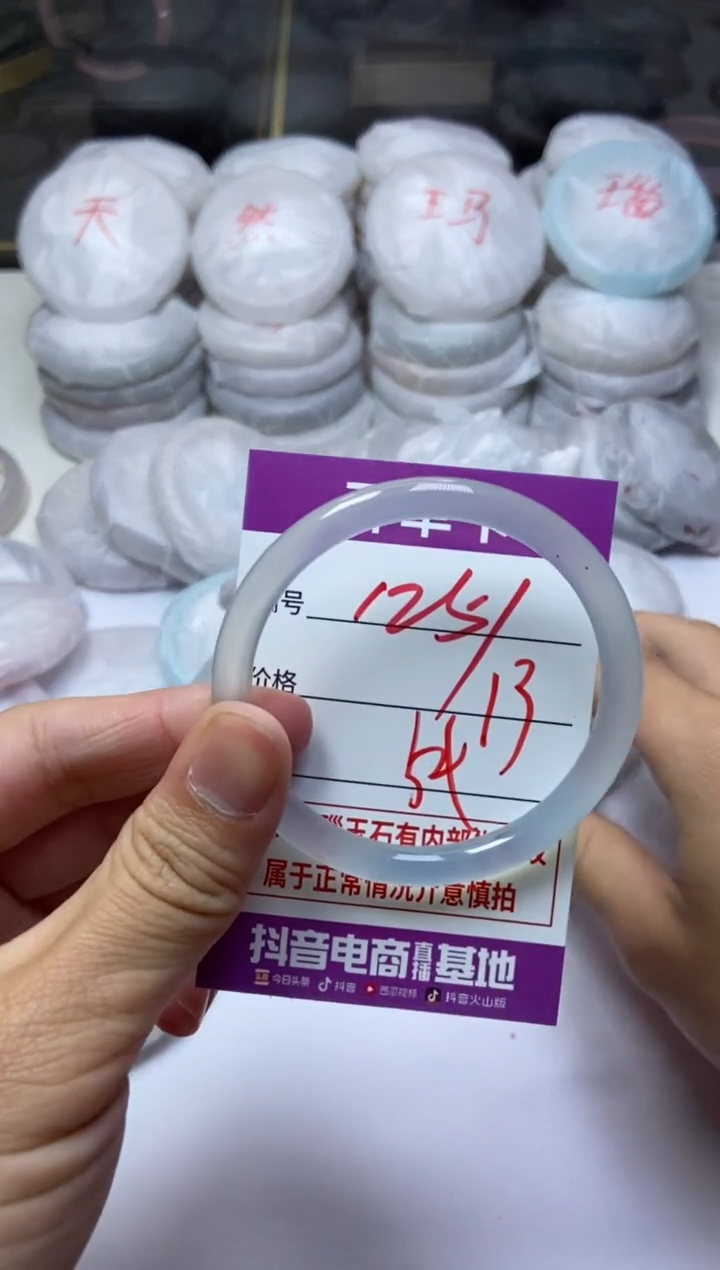 天 然 玛 瑙
号 125/
价格 13
54
玉石有内部
属于正常情况介意慎拍
抖音电商直播基地
今日头条 抖音 西瓜视频 抖音火山版